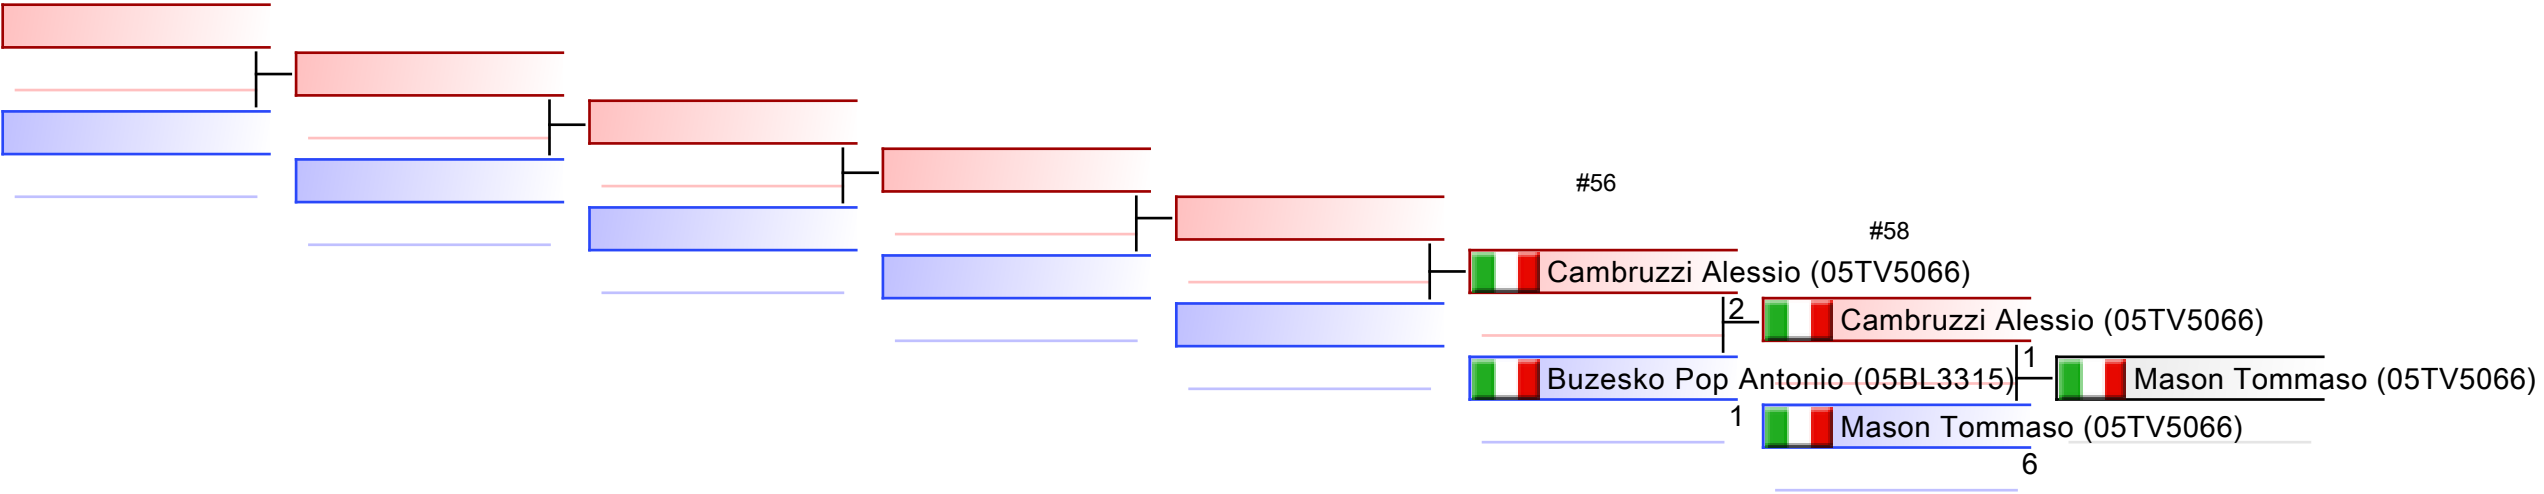 #56
#58
Cambruzzi Alessio (05TV5066)
2
Cambruzzi Alessio (05TV5066)
Buzesko Pop Antonio (05BL3315)
1
1
Mason Tommaso (05TV5066)
Mason Tommaso (05TV5066)
6